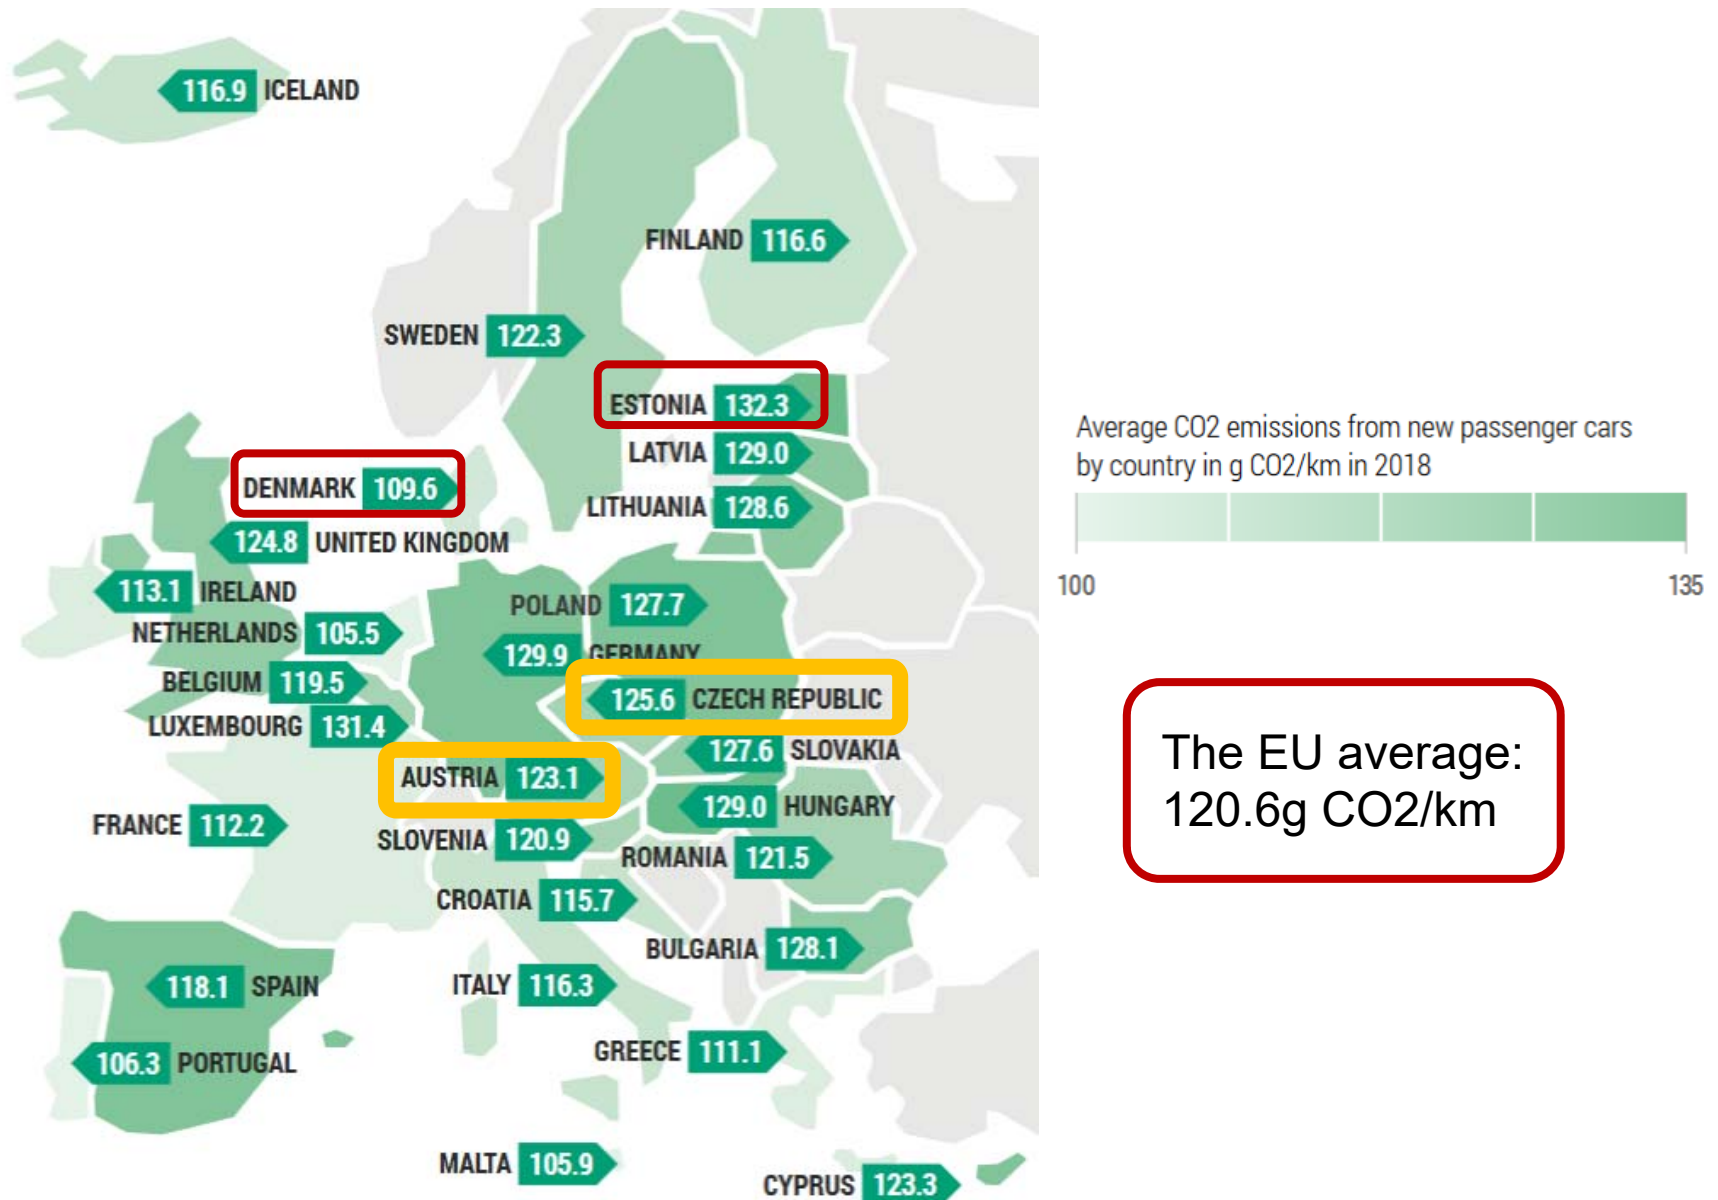 116.9 ICELAND
FINLAND 116.6
SWEDEN 122.3
ESTONIA 132.3
LATVIA 129.0
DENMARK 109.6
LITHUANIA 128.6
124.8 UNITED KINGDOM
113.1 IRELAND
POLAND 127.7
NETHERLANDS 105.5
129.9 GERMANY
BELGIUM 119.5
125.6 CZECH REPUBLIC
LUXEMBOURG 131.4
127.6 SLOVAKIA
AUSTRIA 123.1
129.0 HUNGARY
FRANCE 112.2
SLOVENIA 120.9
ROMANIA 121.5
CROATIA 115.7
BULGARIA 128.1
118.1 SPAIN
ITALY 116.3
GREECE 111.1
106.3 PORTUGAL
MALTA 105.9
CYPRUS 123.3
Average CO2 emissions from new passenger cars
by country in g CO2/km in 2018
100 135
The EU average:
120.6g CO2/km